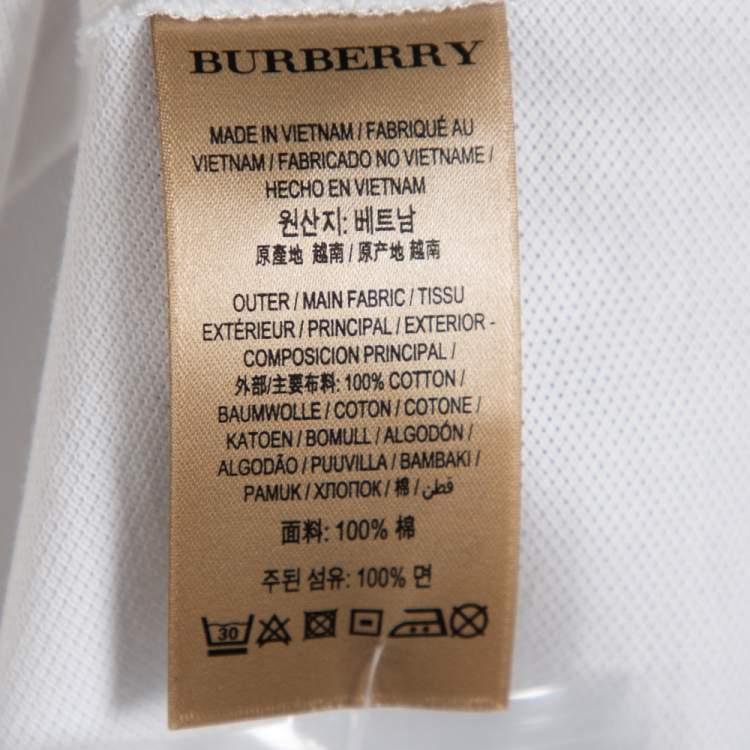 BURBERRY
MADE IN VIETNAM / FABRIQUÉ AU
VIETNAM / FABRICADO NO VIETNAME /
HECHO EN VIETNAM
원산지: 베트남
原產地 越南 / 原产地 越南
OUTER / MAIN FABRIC / TISSU
EXTÉRIEUR / PRINCIPAL / EXTERIOR -
COMPOSICION PRINCIPAL /
外部/主要布料: 100% COTTON /
BAUMWOLLE / COTON / COTONE /
KATOEN / BOMULL / ALGODÓN /
ALGODÃO / PUUVILLA / BAMBAKI /
PAMUK / ХЛОПОК / 棉 / قطن
面料: 100% 棉
주된 섬유: 100% 면
30